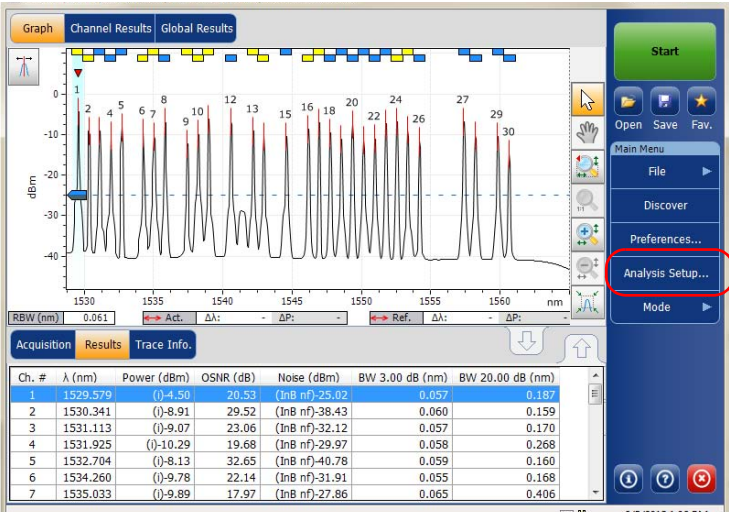 Graph Channel Results Global Results
Start
Open Save Fav.
Main Menu
File
Discover
Preferences...
Analysis Setup...
Mode
0
-10
-20
-30
-40
dBm
1 2 4 5 6 7 8 9 10 12 13 15 16 18 20 22 24 26 27 29 30
1:1
1530 1535 1540 1545 1550 1555 1560 nm
RBW (nm) 0.061 Act. Δλ: - ΔP: - Ref. Δλ: - ΔP: -
Acquisition Results Trace Info.
Ch. # λ (nm) Power (dBm) OSNR (dB) Noise (dBm) BW 3.00 dB (nm) BW 20.00 dB (nm)
1 1529.579 (i)-4.50 20.53 (InB nf)-25.02 0.057 0.187
2 1530.341 (i)-8.91 29.52 (InB nf)-38.43 0.060 0.159
3 1531.113 (i)-9.07 23.06 (InB nf)-32.12 0.057 0.170
4 1531.925 (i)-10.29 19.68 (InB nf)-29.97 0.058 0.268
5 1532.704 (i)-8.13 32.65 (InB nf)-40.78 0.059 0.160
6 1534.260 (i)-9.78 22.14 (InB nf)-31.91 0.055 0.168
7 1535.033 (i)-9.89 17.97 (InB nf)-27.86 0.065 0.406